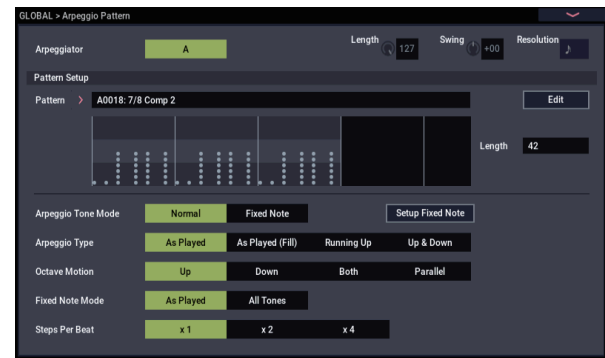 GLOBAL > Arpeggio Pattern
Arpeggiator A Length 127 Swing +00 Resolution ♪
Pattern Setup
Pattern > A0018: 7/8 Comp 2 Edit
Length 42
Arpeggio Tone Mode Normal Fixed Note Setup Fixed Note
Arpeggio Type As Played As Played (Fill) Running Up Up & Down
Octave Motion Up Down Both Parallel
Fixed Note Mode As Played All Tones
Steps Per Beat x 1 x 2 x 4